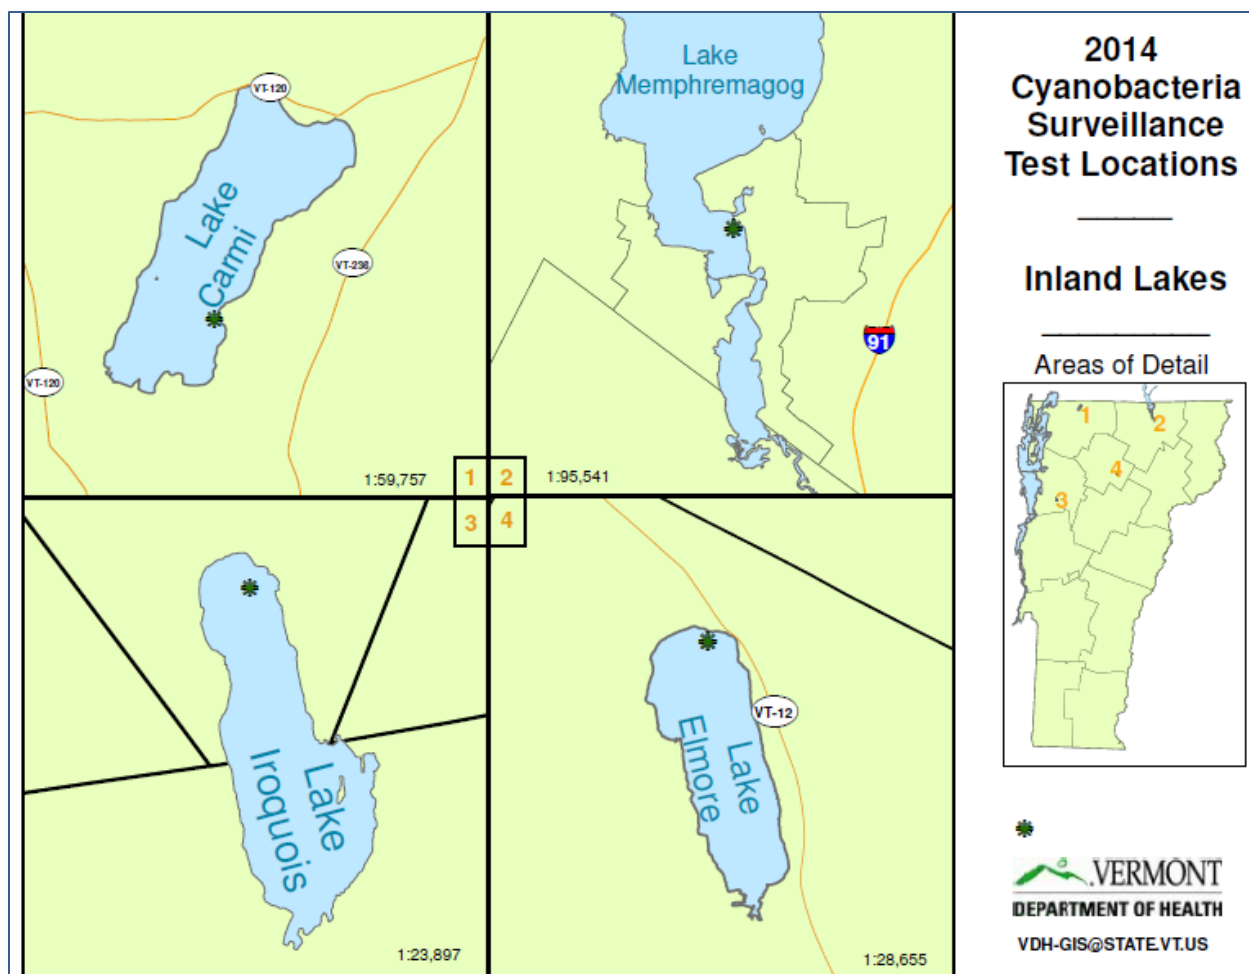 2014
Cyanobacteria
Surveillance
Test Locations
Inland Lakes
Areas of Detail
1
2
4
3
VERMONT
DEPARTMENT OF HEALTH
VDH-GIS@STATE.VT.US
VT-120
Lake
Carmi
VT-236
VT-120
1:59,757
Lake
Memphremagog
91
1:95,541
1 2
3 4
Lake
Iroquois
1:23,897
VT-12
Lake
Elmore
1:28,655